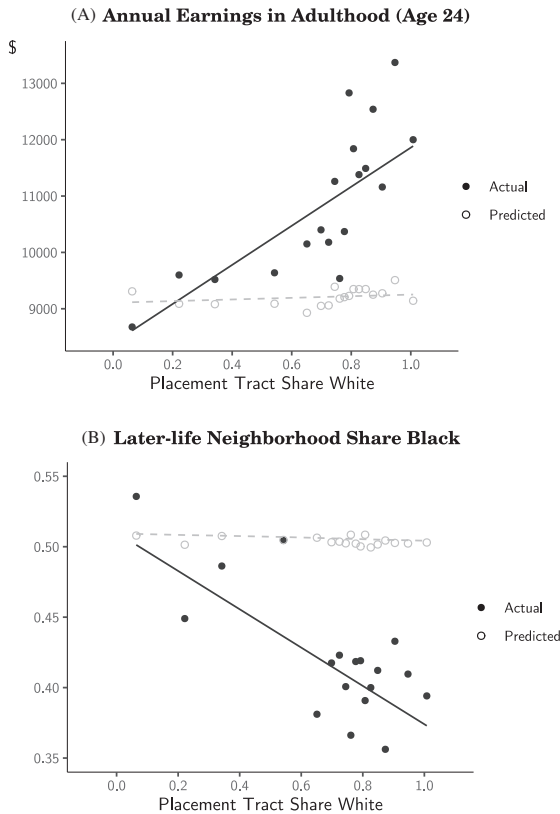 (A) Annual Earnings in Adulthood (Age 24)
$
13000
12000
11000
10000
9000
0.0 0.2 0.4 0.6 0.8 1.0
Placement Tract Share White
Actual
Predicted
(B) Later-life Neighborhood Share Black
0.55
0.50
0.45
0.40
0.35
0.0 0.2 0.4 0.6 0.8 1.0
Placement Tract Share White
Actual
Predicted